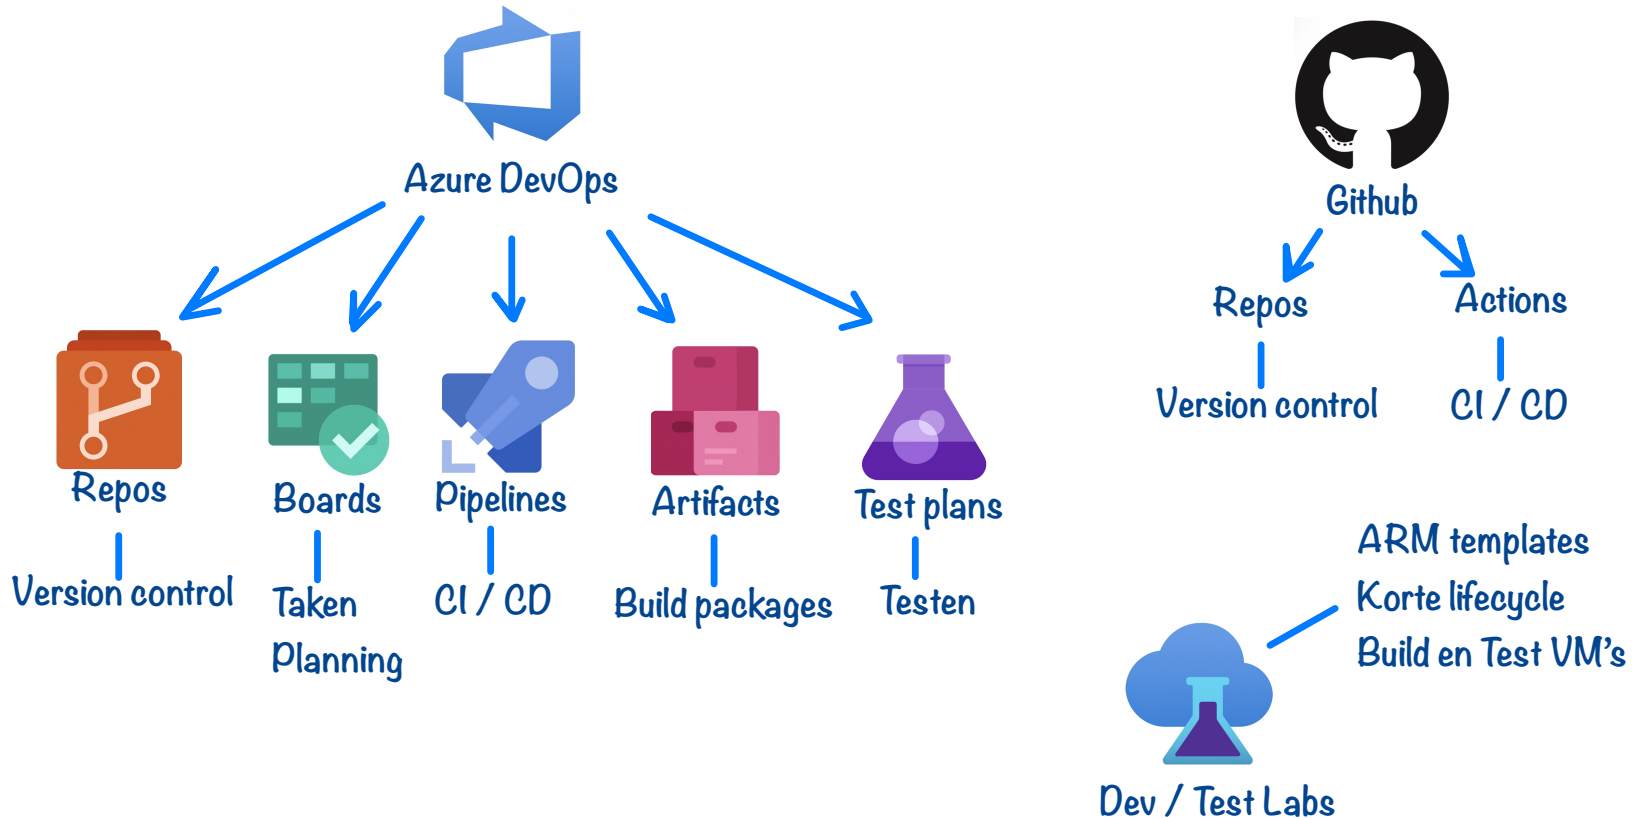 Azure DevOps
Repos
Version control
Boards
Taken
Planning
Pipelines
CI / CD
Artifacts
Build packages
Test plans
Testen
Github
Repos
Version control
Actions
CI / CD
ARM templates
Korte lifecycle
Build en Test VM's
Dev / Test Labs